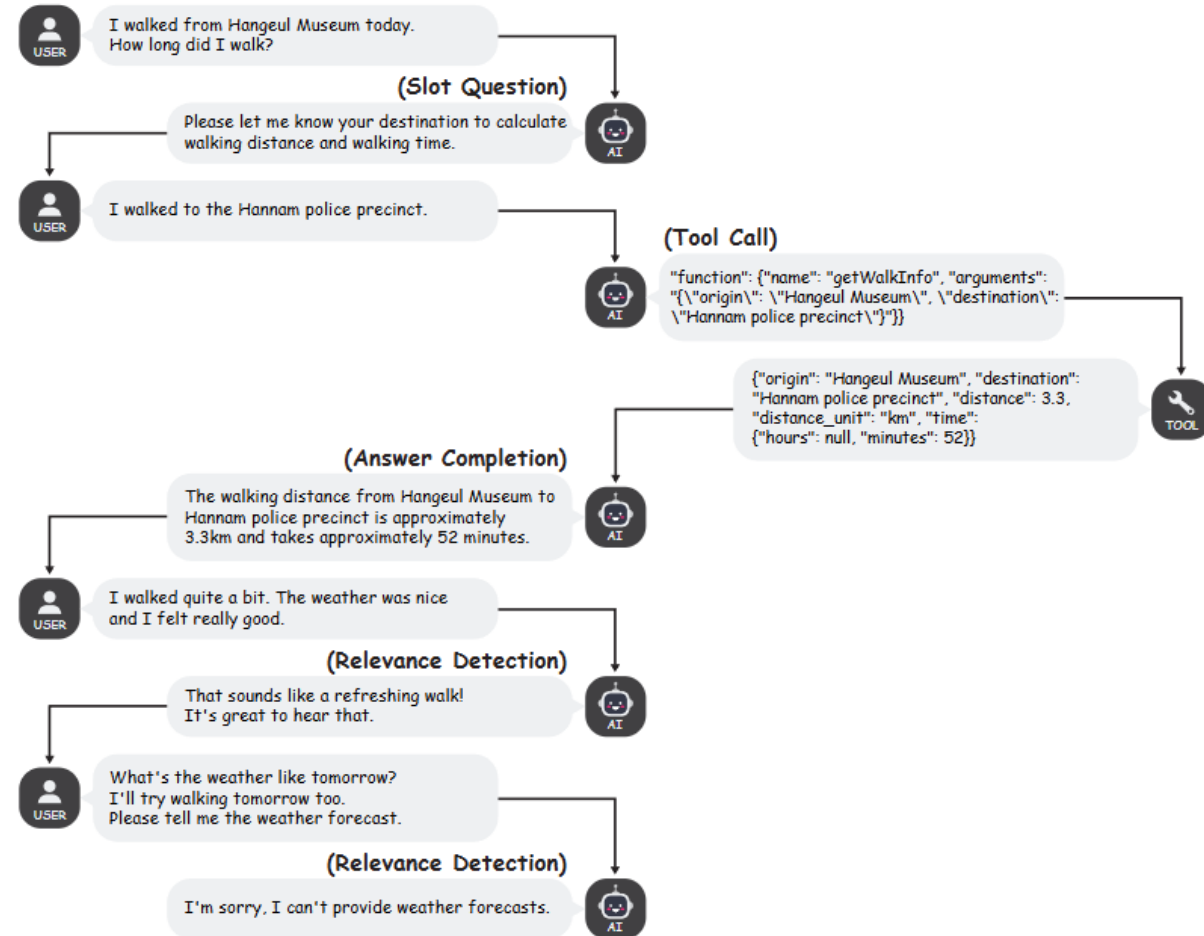 I walked from Hangeul Museum today.
How long did I walk?
USER
(Slot Question)
Please let me know your destination to calculate
walking distance and walking time.
AI
I walked to the Hannam police precinct.
USER
(Tool Call)
"function": {"name": "getWalkInfo", "arguments":
"{\"origin\": \"Hangeul Museum\", \"destination\":
\"Hannam police precinct\"}"}}
AI
{"origin": "Hangeul Museum", "destination":
"Hannam police precinct", "distance": 3.3,
"distance_unit": "km", "time":
{"hours": null, "minutes": 52}}
TOOL
(Answer Completion)
The walking distance from Hangeul Museum to
Hannam police precinct is approximately
3.3km and takes approximately 52 minutes.
AI
I walked quite a bit. The weather was nice
and I felt really good.
USER
(Relevance Detection)
That sounds like a refreshing walk!
It's great to hear that.
AI
What's the weather like tomorrow?
I'll try walking tomorrow too.
Please tell me the weather forecast.
USER
(Relevance Detection)
I'm sorry, I can't provide weather forecasts.
AI